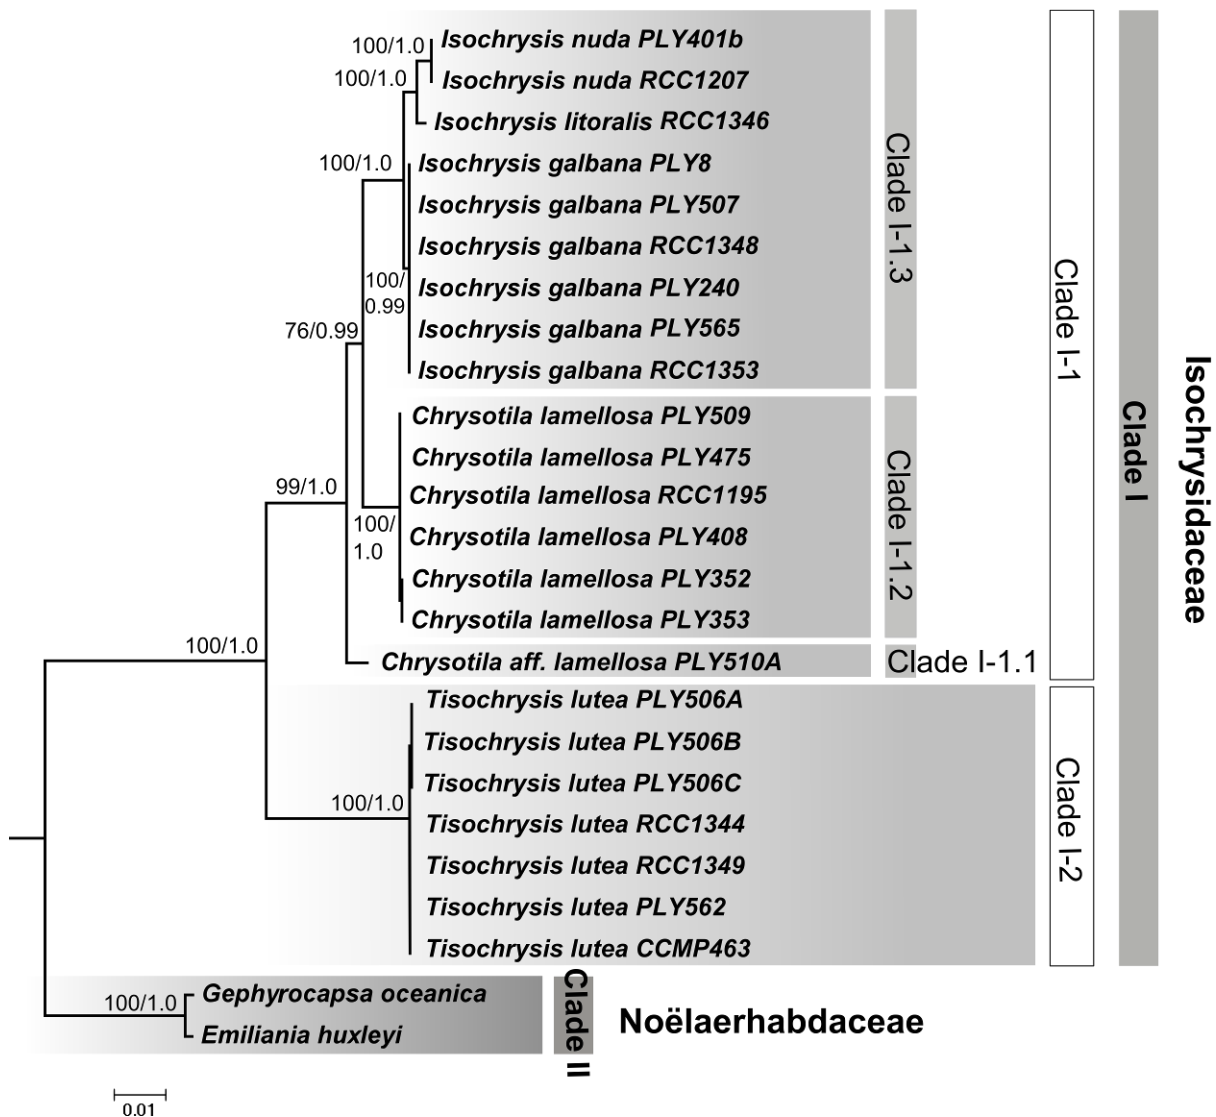 100/1.0
Isochrysis nuda PLY401b
100/1.0
Isochrysis nuda RCC1207
Isochrysis litoralis RCC1346
100/1.0
Isochrysis galbana PLY8
Isochrysis galbana PLY507
Isochrysis galbana RCC1348
100/
0.99
Isochrysis galbana PLY240
76/0.99
Isochrysis galbana PLY565
Isochrysis galbana RCC1353
Clade I-1.3
Chrysotila lamellosa PLY509
Chrysotila lamellosa PLY475
99/1.0
Chrysotila lamellosa RCC1195
100/
1.0
Chrysotila lamellosa PLY408
Chrysotila lamellosa PLY352
Chrysotila lamellosa PLY353
Clade I-1.2
100/1.0
Chrysotila aff. lamellosa PLY510A
Clade I-1.1
Clade I-1
Tisochrysis lutea PLY506A
Tisochrysis lutea PLY506B
Tisochrysis lutea PLY506C
100/1.0
Tisochrysis lutea RCC1344
Tisochrysis lutea RCC1349
Tisochrysis lutea PLY562
Tisochrysis lutea CCMP463
Clade I-2
Clade I
Isochrysidaceae
100/1.0
Gephyrocapsa oceanica
Emiliania huxleyi
Clade II
Noëlaerhabdaceae
0.01